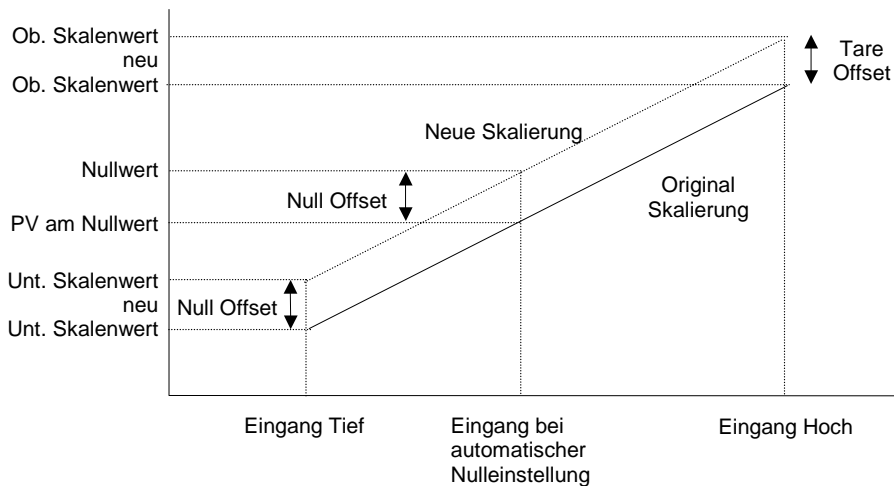 Ob. Skalenwert
neu
Ob. Skalenwert
Tare
Offset
Neue Skalierung
Nullwert
Null Offset
Original
Skalierung
PV am Nullwert
Unt. Skalenwert
neu
Null Offset
Unt. Skalenwert
Eingang Tief
Eingang bei
automatischer
Nulleinstellung
Eingang Hoch